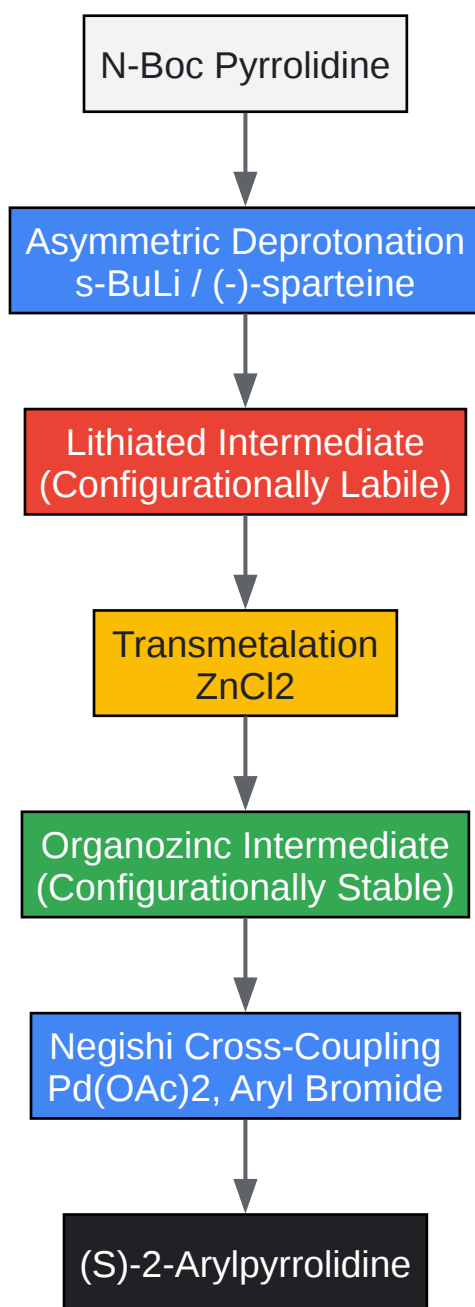 N-Boc Pyrrolidine
Asymmetric Deprotonation
s-BuLi / (-)-sparteine
Lithiated Intermediate
(Configurationally Labile)
Transmetalation
ZnCl2
Organozinc Intermediate
(Configurationally Stable)
Negishi Cross-Coupling
Pd(OAc)2, Aryl Bromide
(S)-2-Arylpyrrolidine